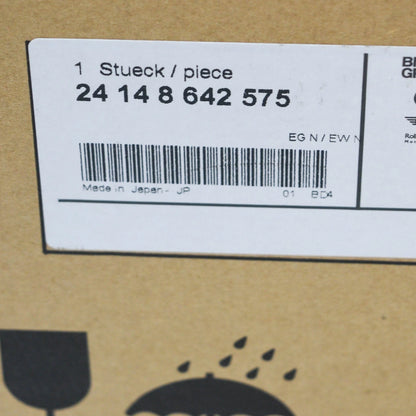 1 Stueck / piece
24 14 8 642 575
EG N / EW N
Made in Japan - JP
01 BD4